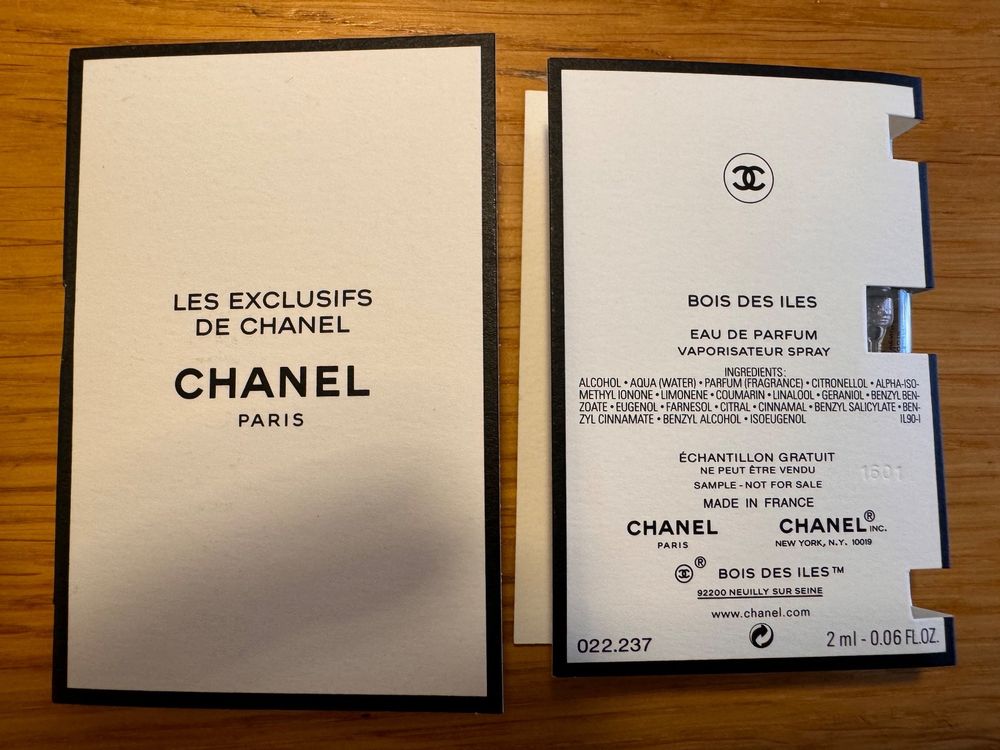 LES EXCLUSIFS
DE CHANEL
CHANEL
PARIS
BOIS DES ILES
EAU DE PARFUM
VAPORISATEUR SPRAY
INGREDIENTS:
ALCOHOL • AQUA (WATER) • PARFUM (FRAGRANCE) • CITRONELLOL • ALPHA-ISO-
METHYL IONONE • LIMONENE • COUMARIN • LINALOOL • GERANIOL • BENZYL BEN-
ZOATE • EUGENOL • FARNESOL • CITRAL • CINNAMAL • BENZYL SALICYLATE • BEN-
ZYL CINNAMATE • BENZYL ALCOHOL • ISOEUGENOL IL90-I
ÉCHANTILLON GRATUIT
NE PEUT ÊTRE VENDU
SAMPLE - NOT FOR SALE
1601
MADE IN FRANCE
CHANEL
PARIS
CHANEL® INC.
NEW YORK, N.Y. 10019
® BOIS DES ILES™
92200 NEUILLY SUR SEINE
www.chanel.com
022.237
2 ml - 0.06 FL.OZ.